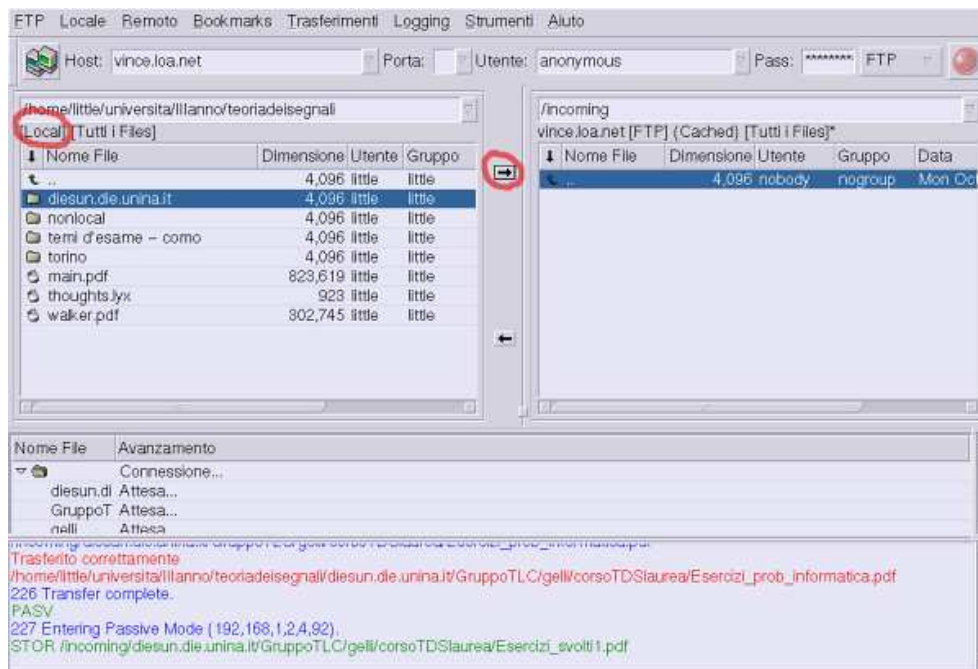 FTP Locale Remoto Bookmarks Trasferimenti Logging Strumenti Aiuto
Host: vince.loa.net Porta: Utente: anonymous Pass: ******** FTP
/home/little/universita/IIIanno/teoriadeisegnali
[Local] [Tutti i Files]
Nome File Dimensione Utente Gruppo
.. 4,096 little little
diesun.die.unina.it 4,096 little little
nonlocal 4,096 little little
temi d'esame - como 4,096 little little
torino 4,096 little little
main.pdf 823,619 little little
thoughts.lyx 923 little little
walker.pdf 302,745 little little
/incoming
vince.loa.net [FTP] (Cached) [Tutti i Files]*
Nome File Dimensione Utente Gruppo Data
.. 4,096 nobody nogroup Mon Oc
Nome File Avanzamento
Connessione...
diesun.di Attesa...
GruppoT Attesa...
gelli Attesa
Trasferito correttamente
/home/little/universita/IIIanno/teoriadeisegnali/diesun.die.unina.it/GruppoTLC/gelli/corsoTDSlaurea/Esercizi_prob_informatica.pdf
226 Transfer complete.
PASV
227 Entering Passive Mode (192,168,1,2,4,92).
STOR /incoming/diesun.die.unina.it/GruppoTLC/gelli/corsoTDSlaurea/Esercizi_svolti1.pdf